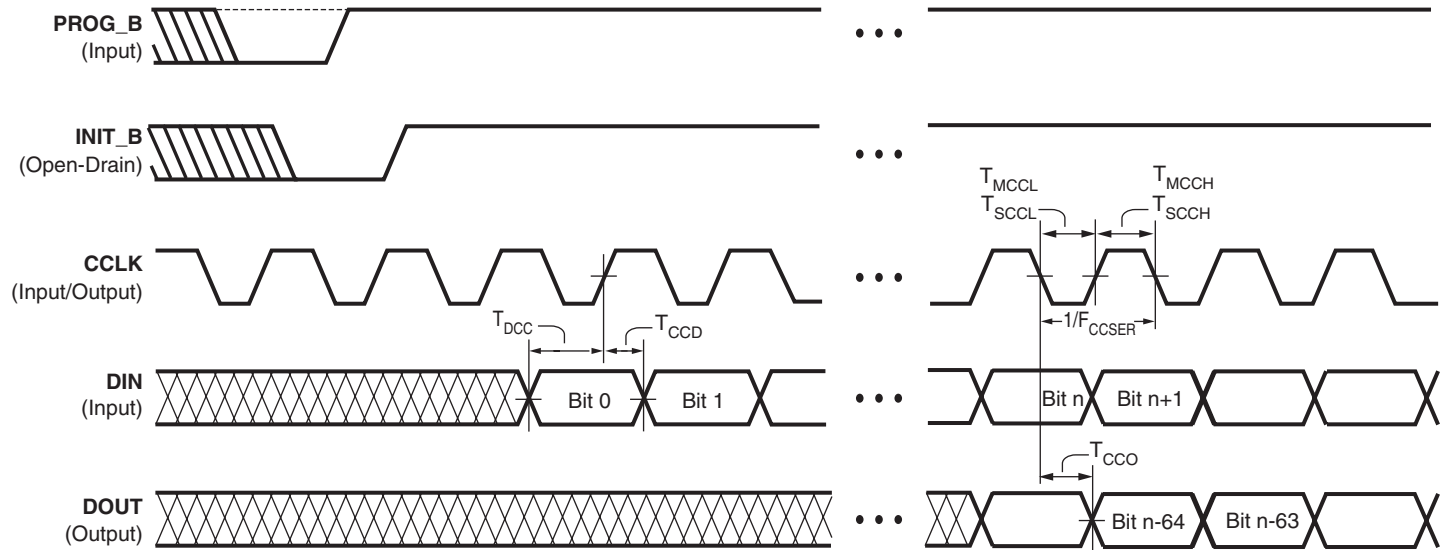 PROG_B
(Input)
INIT_B
(Open-Drain)
T_MCCL
T_SCCL
T_MCCH
T_SCCH
CCLK
(Input/Output)
T_DCC
T_CCD
1/F_CCSER
DIN
(Input)
Bit 0
Bit 1
Bit n
Bit n+1
T_CCO
DOUT
(Output)
Bit n-64
Bit n-63